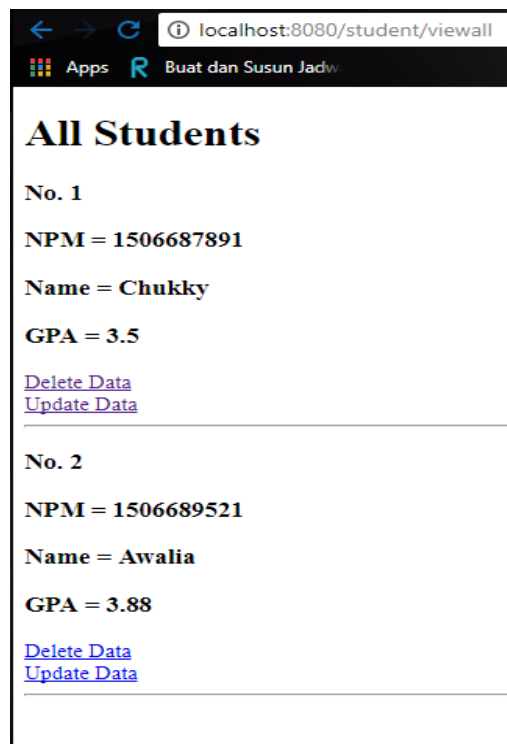 localhost:8080/student/viewall
Apps Buat dan Susun Jadw
All Students
No. 1
NPM = 1506687891
Name = Chukky
GPA = 3.5
Delete Data
Update Data
No. 2
NPM = 1506689521
Name = Awalia
GPA = 3.88
Delete Data
Update Data